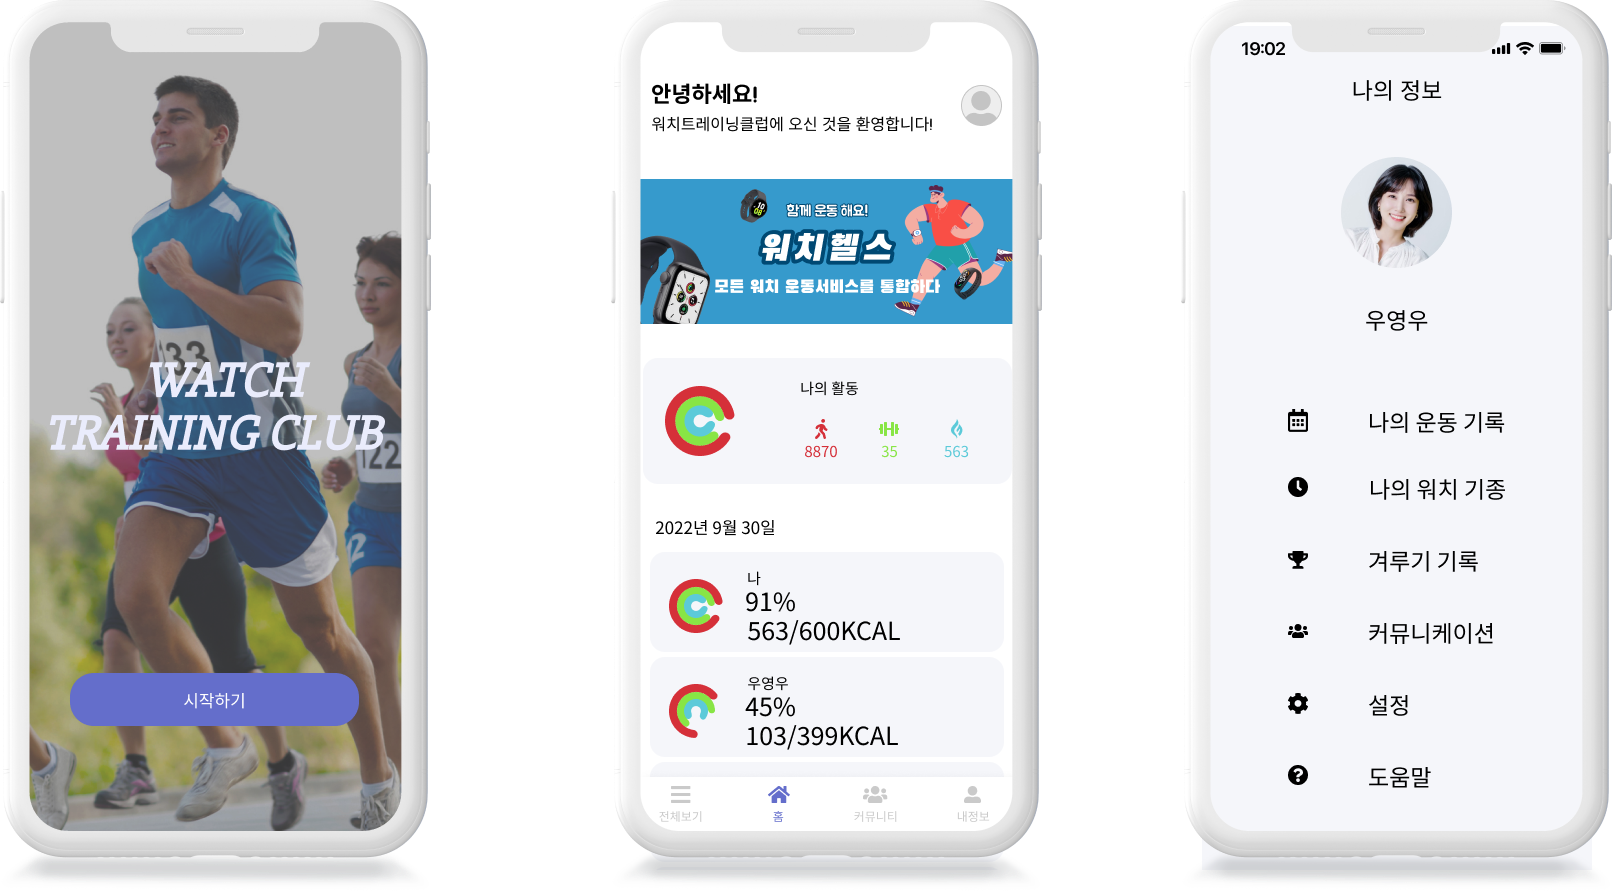 133
WATCH
TRAINING CLUB
122
시작하기
안녕하세요!
워치트레이닝클럽에 오신 것을 환영합니다!
10
08
함께 운동 해요!
워치헬스
모든 워치 운동서비스를 통합하다
나의 활동
8870 35 563
2022년 9월 30일
나
91%
563/600KCAL
우영우
45%
103/399KCAL
전체보기 홈 커뮤니티 내정보
19:02
나의 정보
우영우
나의 운동 기록
나의 워치 기종
겨루기 기록
커뮤니케이션
설정
도움말